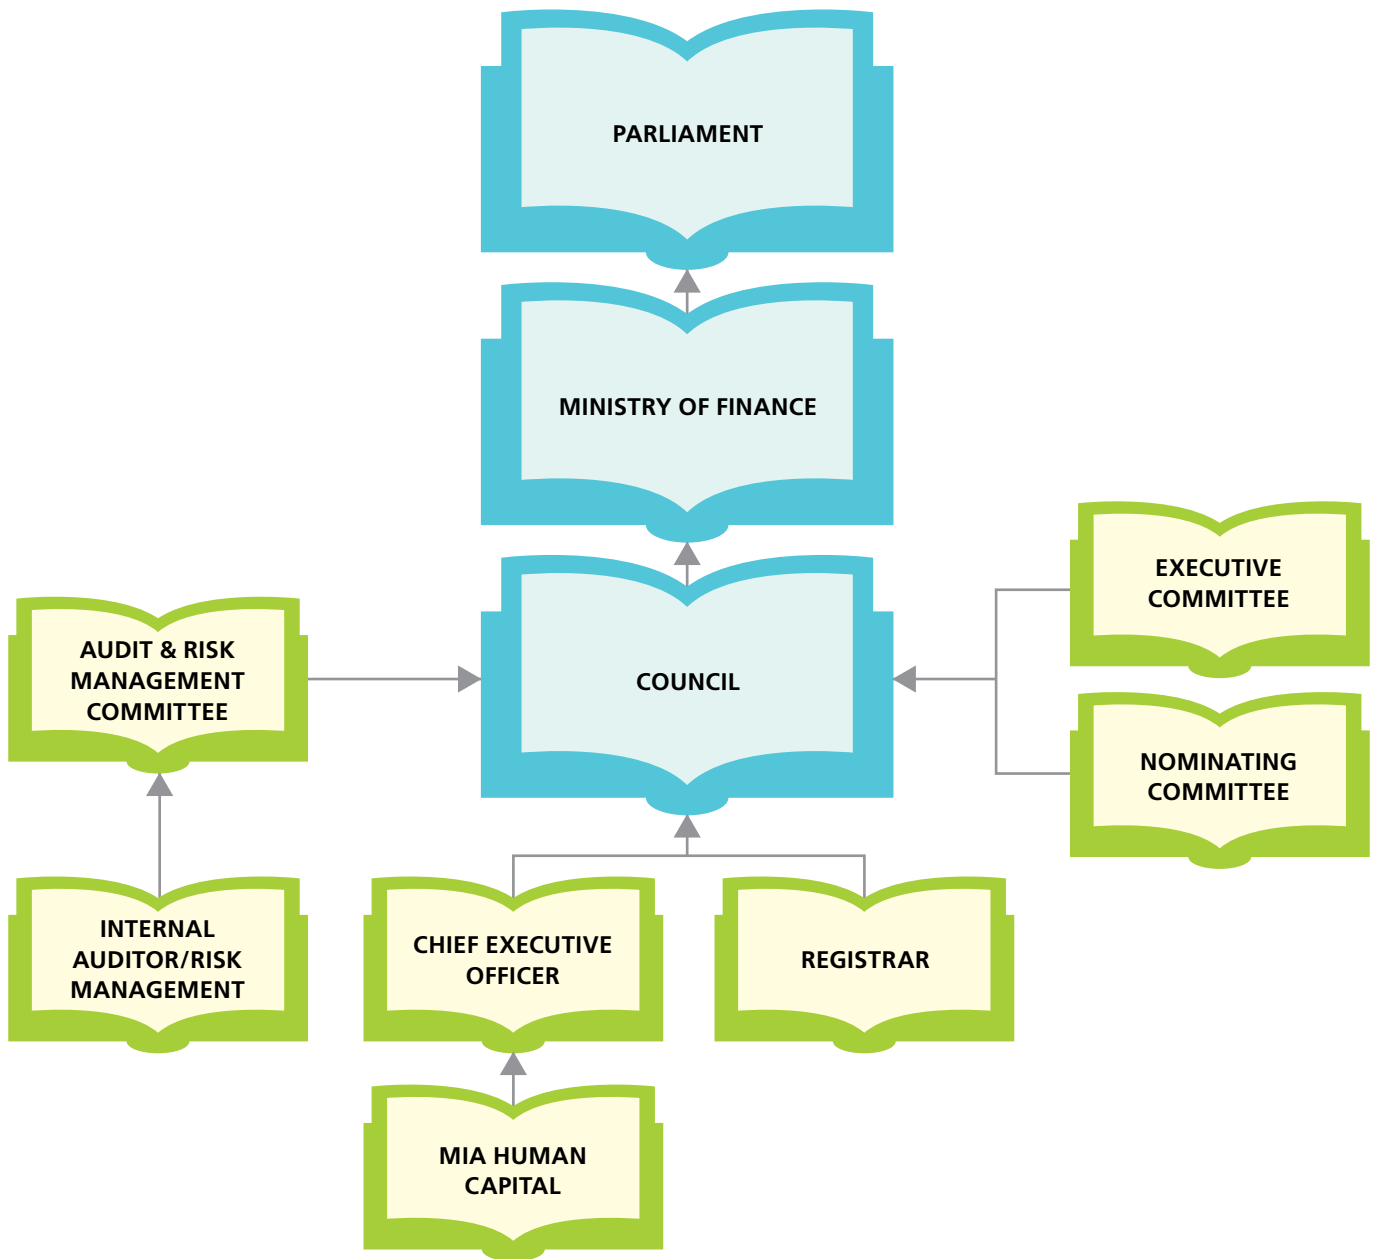 PARLIAMENT
MINISTRY OF FINANCE
COUNCIL
EXECUTIVE
COMMITTEE
NOMINATING
COMMITTEE
AUDIT & RISK
MANAGEMENT
COMMITTEE
INTERNAL
AUDITOR/RISK
MANAGEMENT
CHIEF EXECUTIVE
OFFICER
REGISTRAR
MIA HUMAN
CAPITAL